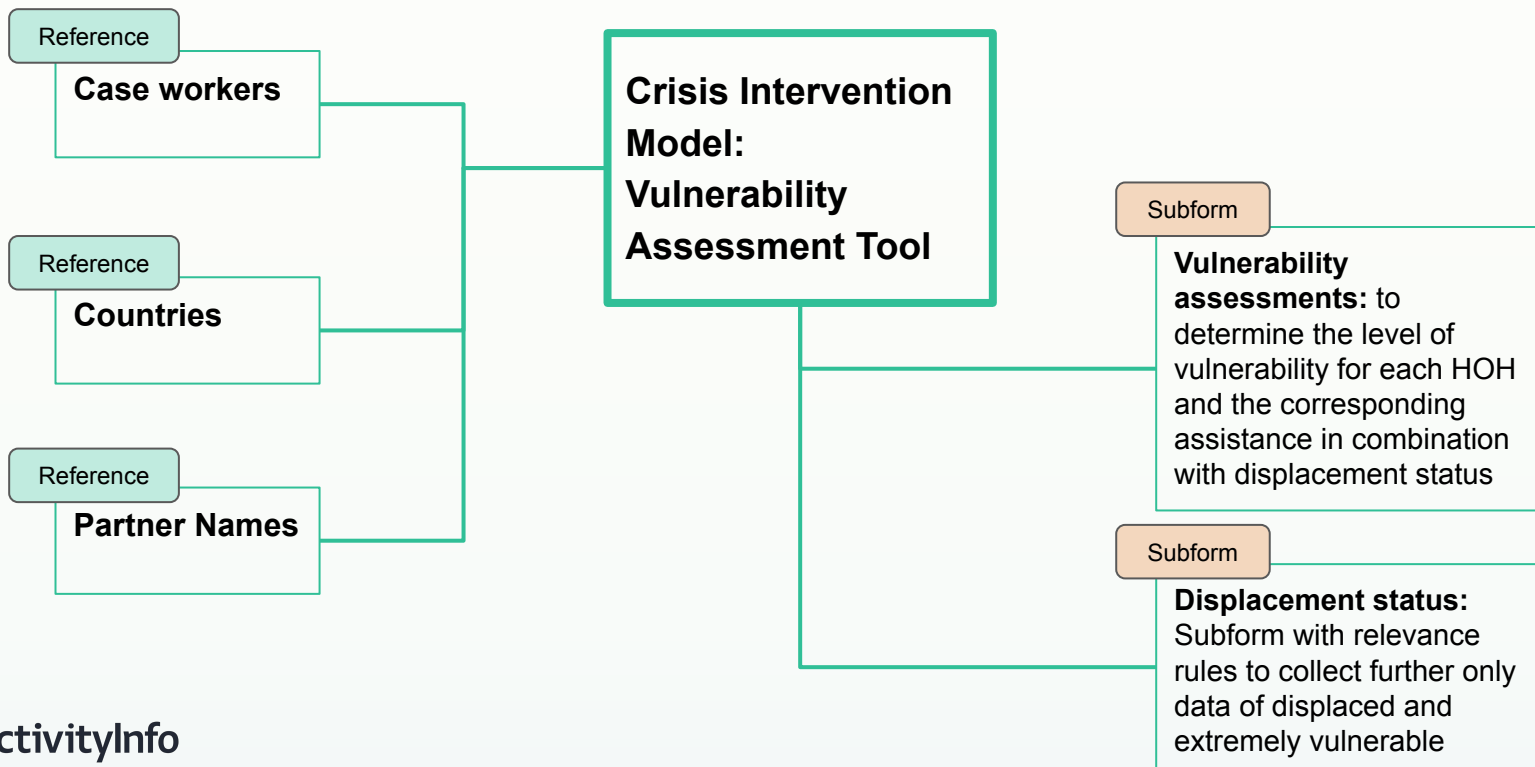 Reference
Case workers
Reference
Countries
Reference
Partner Names
Crisis Intervention
Model:
Vulnerability
Assessment Tool
Subform
Vulnerability
assessments: to
determine the level of
vulnerability for each HOH
and the corresponding
assistance in combination
with displacement status
Subform
Displacement status:
Subform with relevance
rules to collect further only
data of displaced and
extremely vulnerable
ctivityInfo